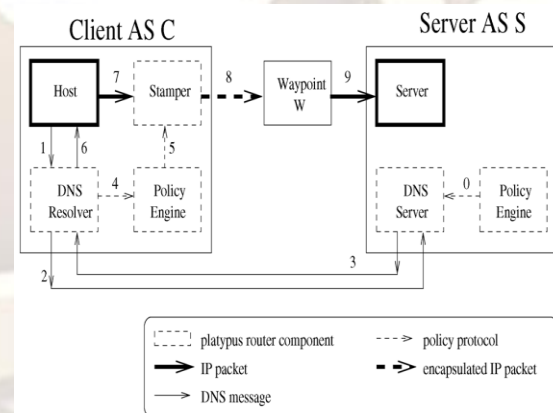 Client AS C
Server AS S
7
8
9
Host
Stamper
Waypoint
W
Server
1
6
5
DNS
Resolver
4
Policy
Engine
DNS
Server
0
Policy
Engine
2
3
platypus router component
policy protocol
IP packet
encapsulated IP packet
DNS message